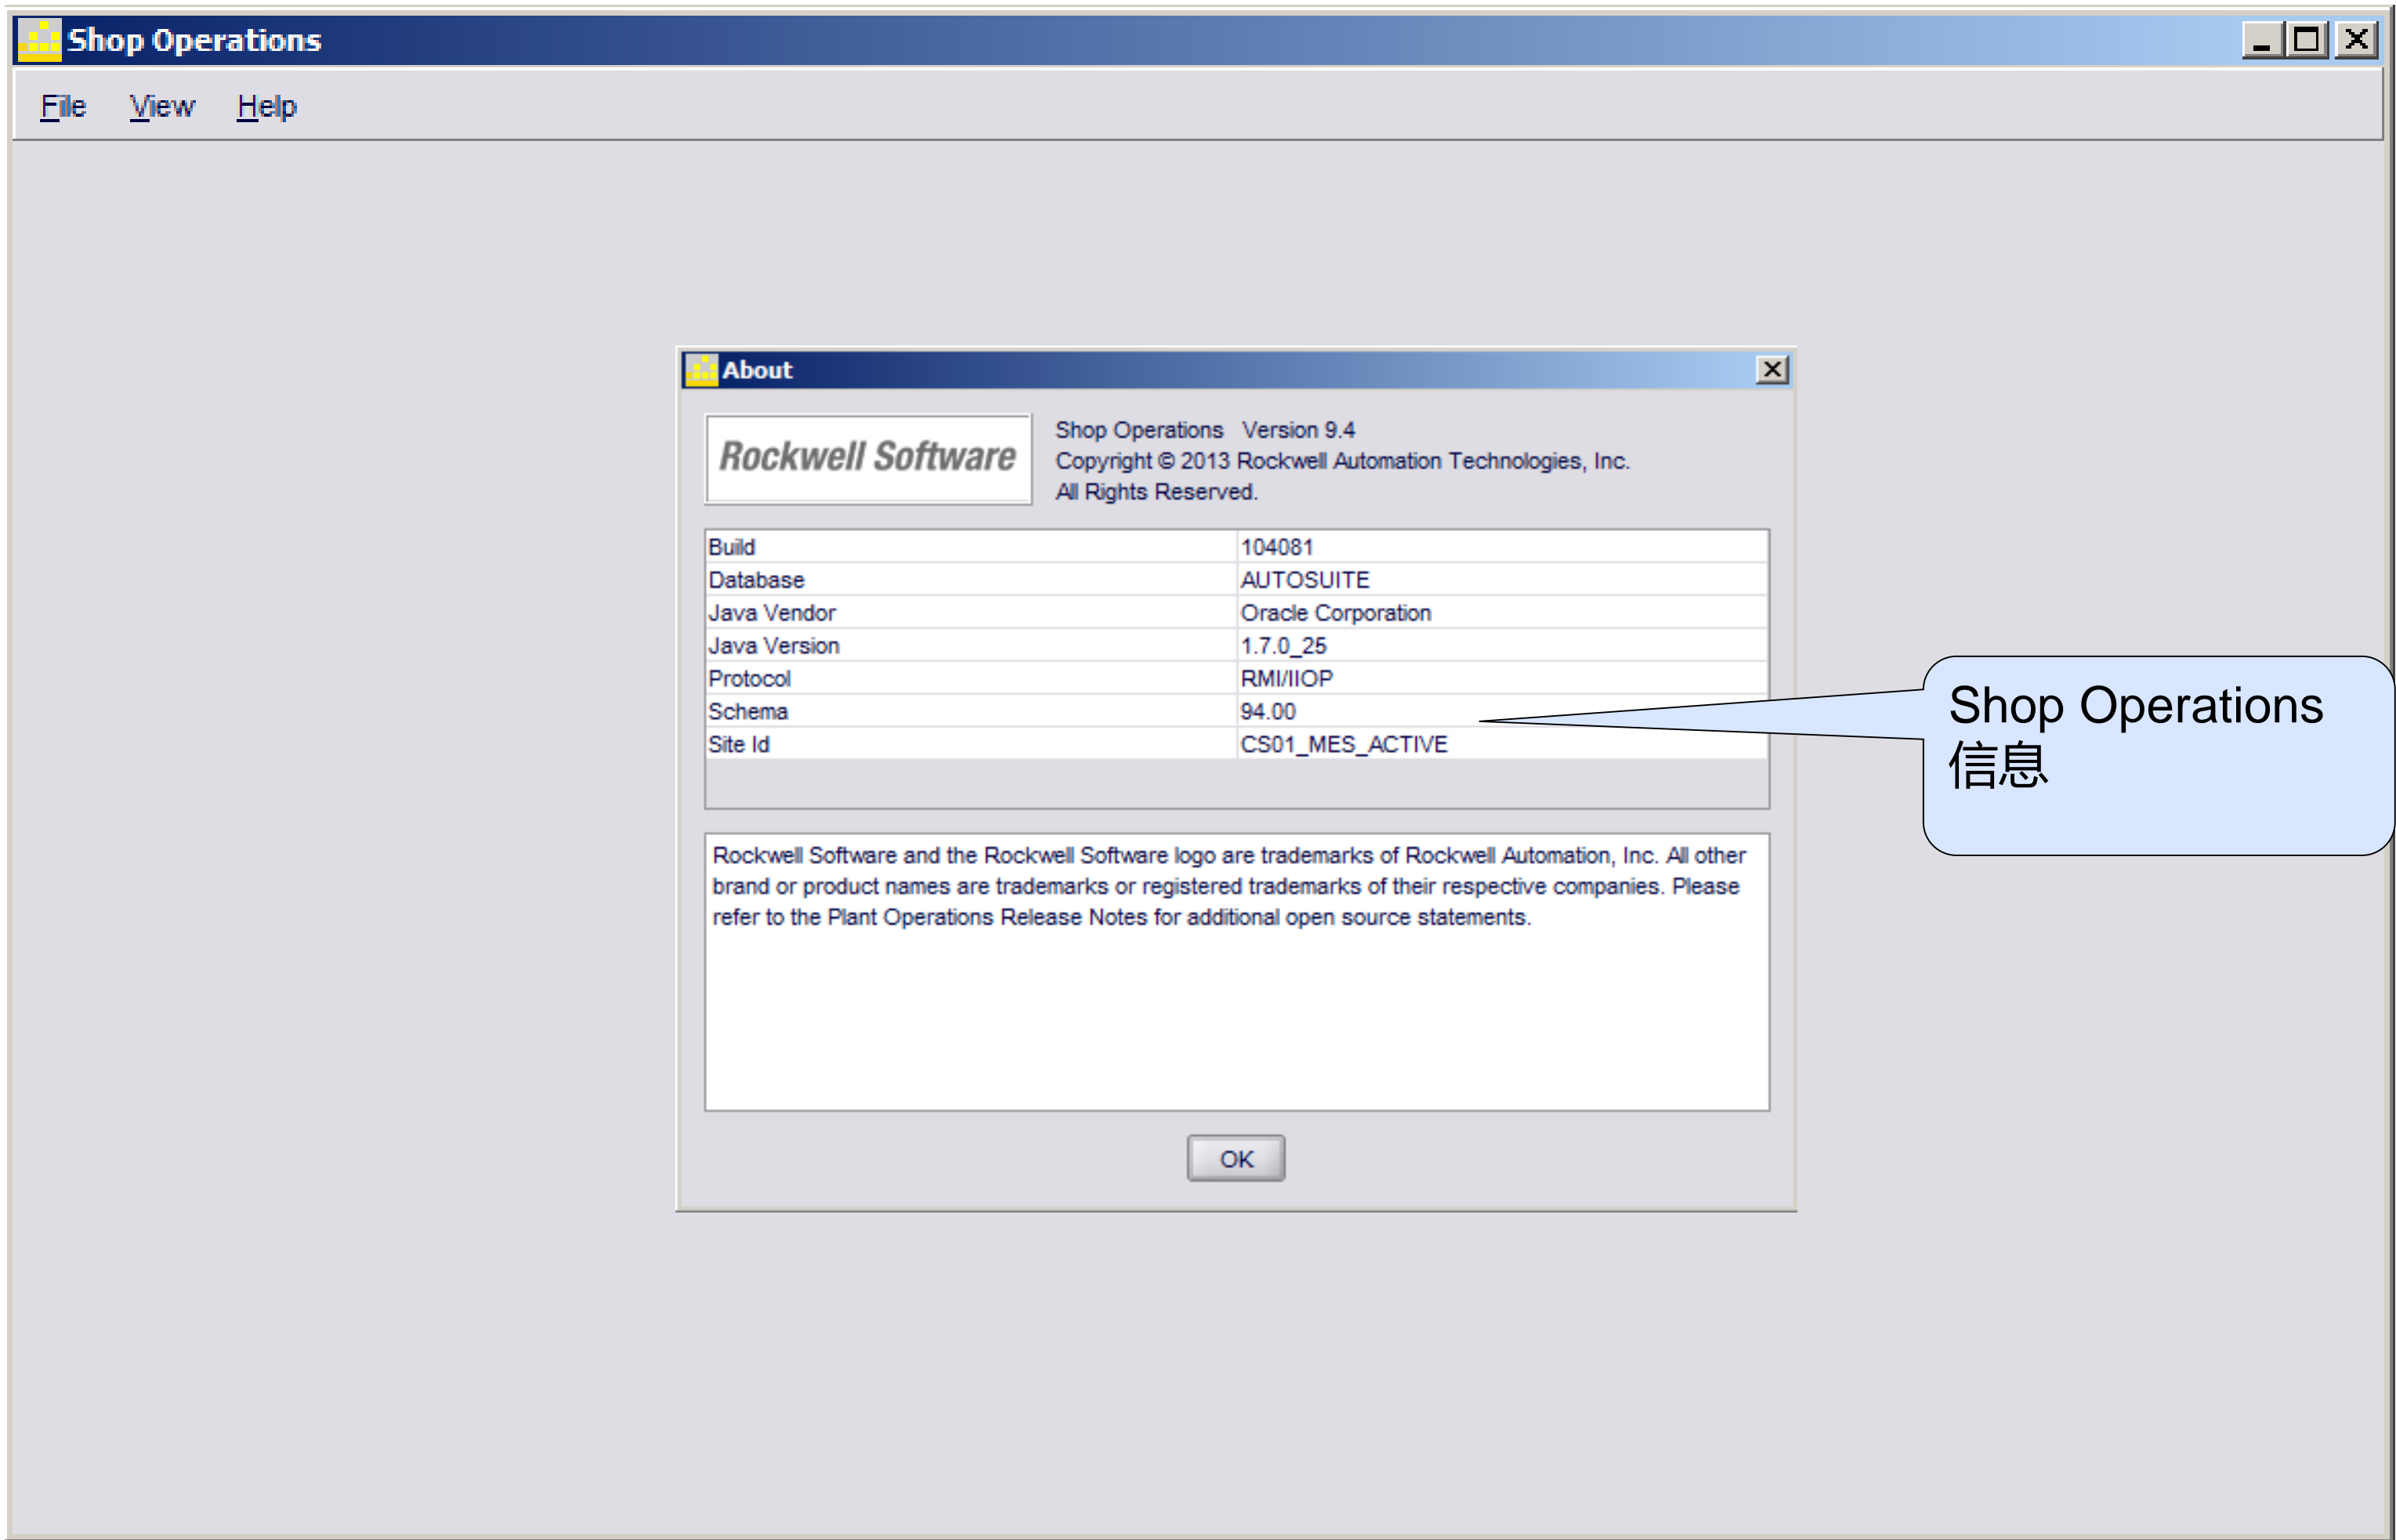 Shop Operations
File View Help
About
Rockwell Software
Shop Operations Version 9.4
Copyright © 2013 Rockwell Automation Technologies, Inc.
All Rights Reserved.
Build 104081
Database AUTOSUITE
Java Vendor Oracle Corporation
Java Version 1.7.0_25
Protocol RMI/IIOP
Schema 94.00
Site Id CS01_MES_ACTIVE
Shop Operations
信息
Rockwell Software and the Rockwell Software logo are trademarks of Rockwell Automation, Inc. All other
brand or product names are trademarks or registered trademarks of their respective companies. Please
refer to the Plant Operations Release Notes for additional open source statements.
OK